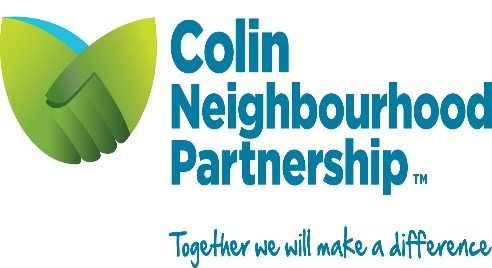 Colin
Neighbourhood
Partnership™
Together we will make a difference